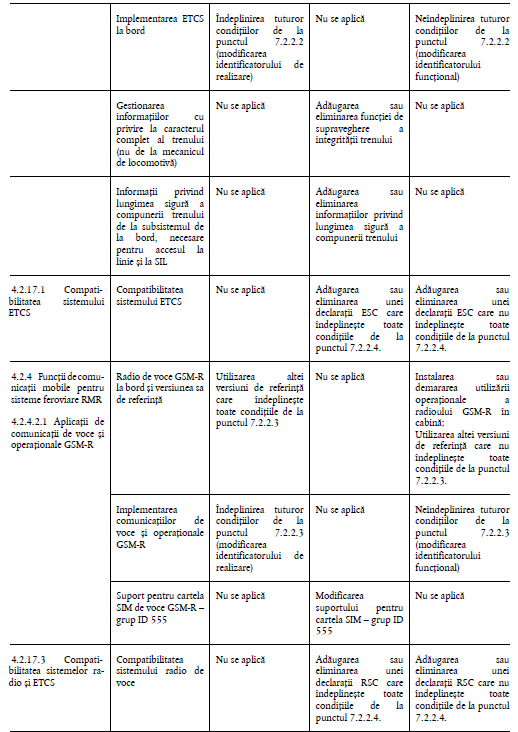 Implementarea ETCS
la bord
Îndeplinirea tuturor
condițiilor de la
punctul 7.2.2.2
(modificarea
identificatorului de
realizare)
Nu se aplică
Neîndeplinirea tuturor
condițiilor de la
punctul 7.2.2.2
(modificarea
identificatorului
funcțional)
Gestionarea
informațiilor cu
privire la caracterul
complet al trenului
(nu de la mecanicul
de locomotivă)
Nu se aplică
Adăugarea sau
eliminarea funcției de
supraveghere a
integrității trenului
Nu se aplică
Informații privind
lungimea sigură a
compunerii trenului
de la subsistemul de
la bord, necesare
pentru accesul la
linie și la SIL
Nu se aplică
Adăugarea sau
eliminarea
informațiilor privind
lungimea sigură a
compunerii trenului
Nu se aplică
4.2.17.1 Compati-
bilitatea sistemului
ETCS
Compatibilitatea
sistemului ETCS
Nu se aplică
Adăugarea sau
eliminarea unei
declarații ESC care
îndeplinește toate
condițiile de la
punctul 7.2.2.4.
Adăugarea sau
eliminarea unei
declarații ESC care nu
îndeplinește toate
condițiile de la punctul
7.2.2.4.
4.2.4 Funcții de comu-
nicații mobile pentru
sisteme feroviare RMR
4.2.4.2.1 Aplicații de
comunicații de voce și
operaționale GSM-R
Radio de voce GSM-R
la bord și versiunea sa
de referință
Utilizarea altei
versiuni de referință
care îndeplinește
toate condițiile de la
punctul 7.2.2.3
Nu se aplică
Instalarea sau
demararea utilizării
operaționale a
radioului GSM-R în
cabină;
Utilizarea altei versiuni
de referință care nu
îndeplinește toate
condițiile de la punctul
7.2.2.3.
Implementarea
comunicațiilor de
voce și operaționale
GSM-R
Îndeplinirea tuturor
condițiilor de la
punctul 7.2.2.3
(modificarea
identificatorului de
realizare)
Nu se aplică
Neîndeplinirea tuturor
condițiilor de la
punctul 7.2.2.3
(modificarea
identificatorului
funcțional)
Suport pentru cartela
SIM de voce GSM-R –
grup ID 555
Nu se aplică
Modificarea
suportului pentru
cartela SIM – grup ID
555
Nu se aplică
4.2.17.3 Compati-
bilitatea sistemelor ra-
dio și ETCS
Compatibilitatea
sistemului radio de
voce
Nu se aplică
Adăugarea sau
eliminarea unei
declarații RSC care
îndeplinește toate
condițiile de la
punctul 7.2.2.4.
Adăugarea sau
eliminarea unei
declarații RSC care nu
îndeplinește toate
condițiile de la punctul
7.2.2.4.